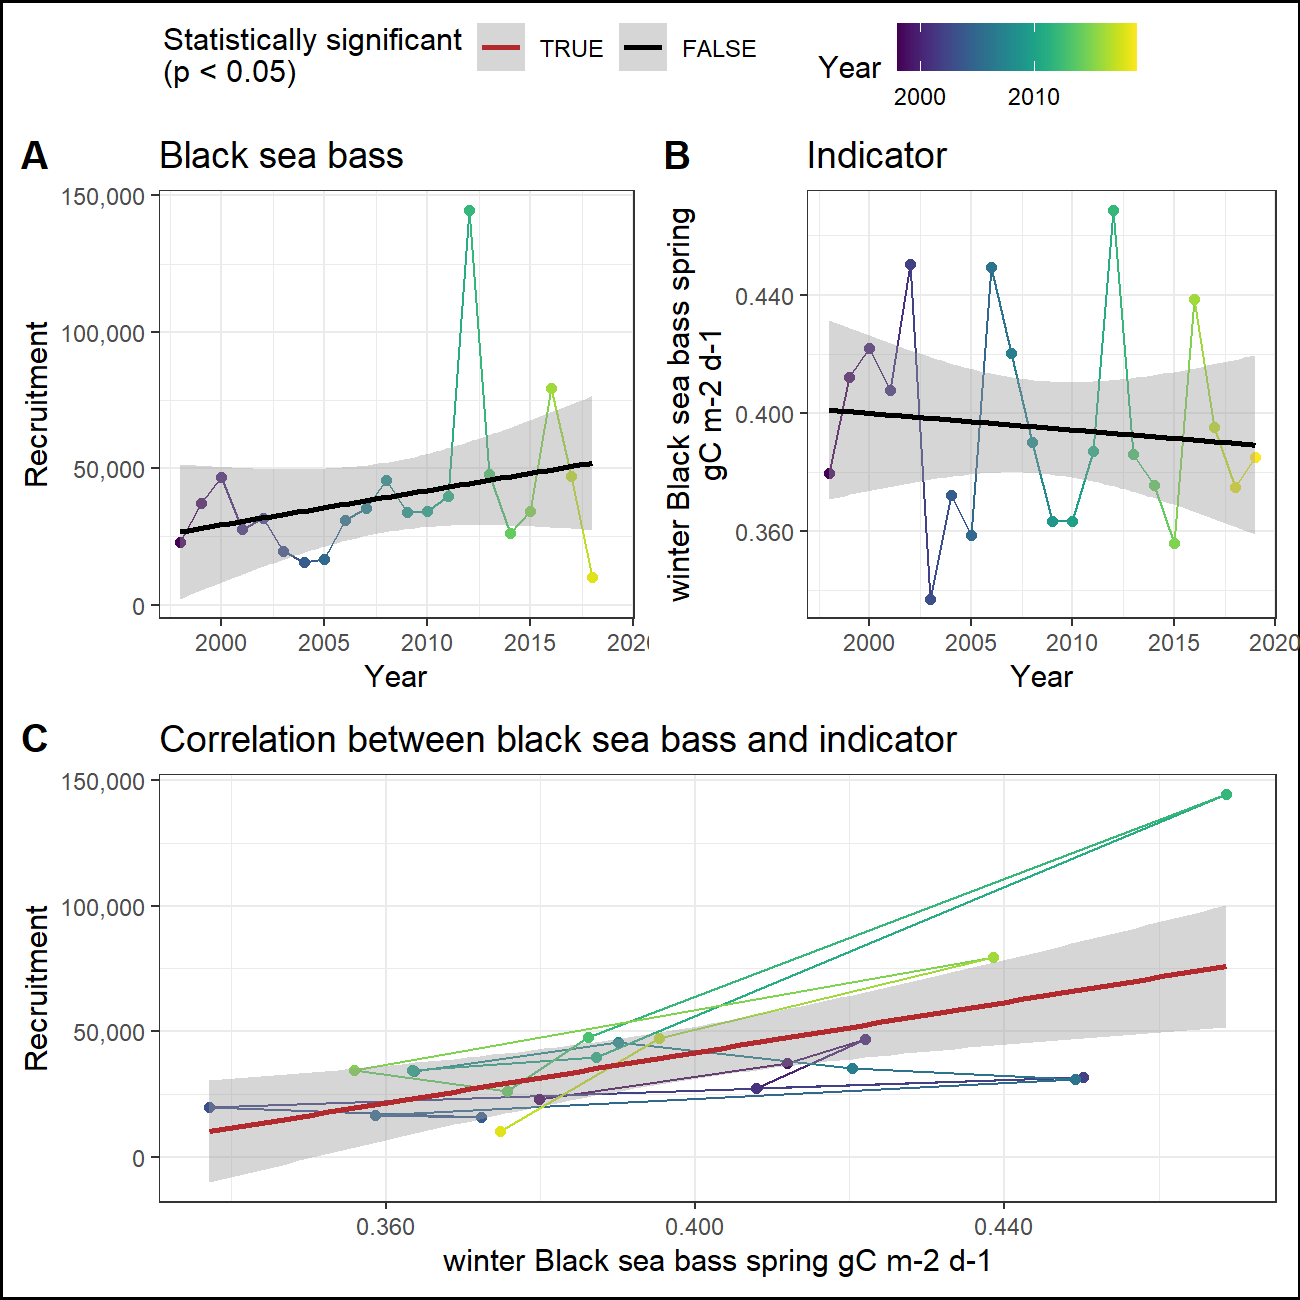 Statistically significant
(p < 0.05)
TRUE
FALSE
Year
2000
2010
A
Black sea bass
150,000
100,000
50,000
0
Recruitment
2000
2005
2010
2015
202
Year
B
Indicator
winter Black sea bass spring
gC m-2 d-1
0.440
0.400
0.360
2000
2005
2010
2015
2020
Year
C
Correlation between black sea bass and indicator
150,000
100,000
50,000
0
Recruitment
0.360
0.400
0.440
winter Black sea bass spring gC m-2 d-1